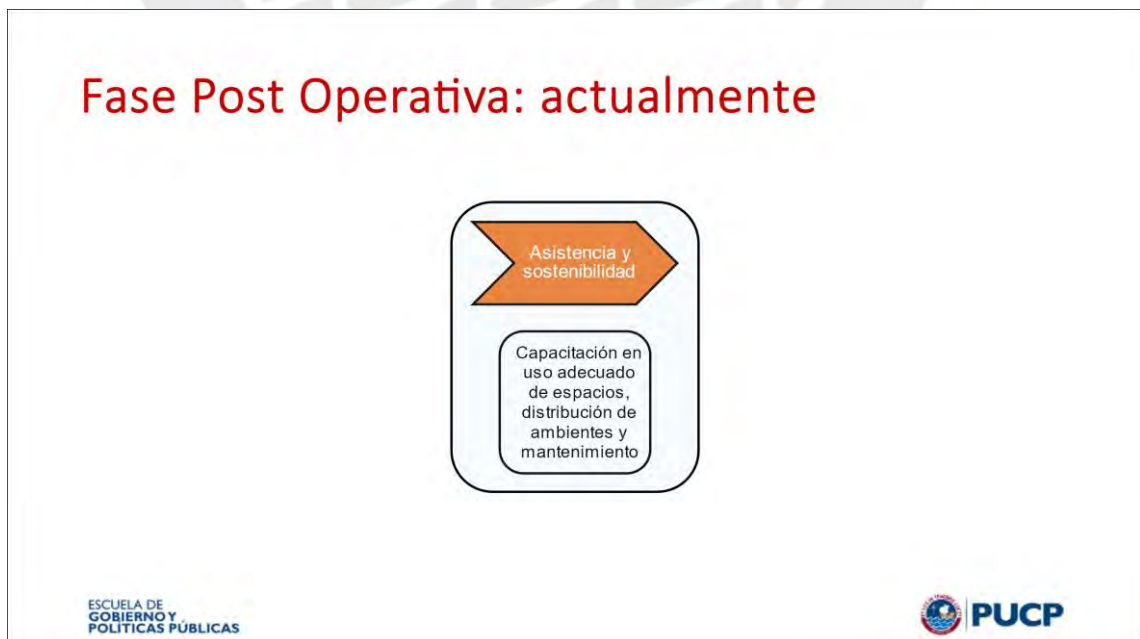 Fase Post Operativa: actualmente
Asistencia y
sostenibilidad
Capacitación en
uso adecuado
de espacios,
distribución de
ambientes y
mantenimiento
ESCUELA DE
GOBIERNO Y
POLÍTICAS PÚBLICAS
PUCP